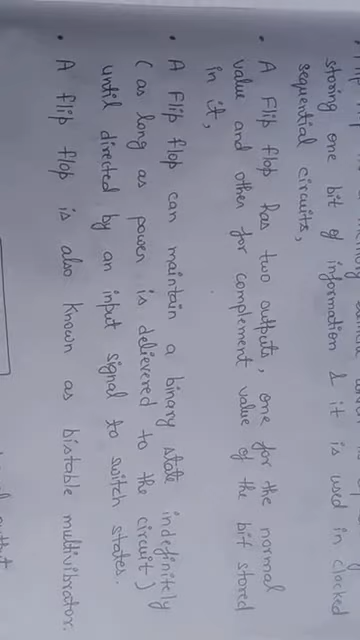 storing one bit of information & it is used in clocked
sequential circuits,
• A Flip flop has two outputs, one for the normal
value and other for complement value of the bit stored
in it,
• A Flip flop can maintain a binary state indefinitely
(as long as power is delievered to the circuit)
until directed by an input signal to switch states.
• A flip flop is also known as bistable multivibrator.